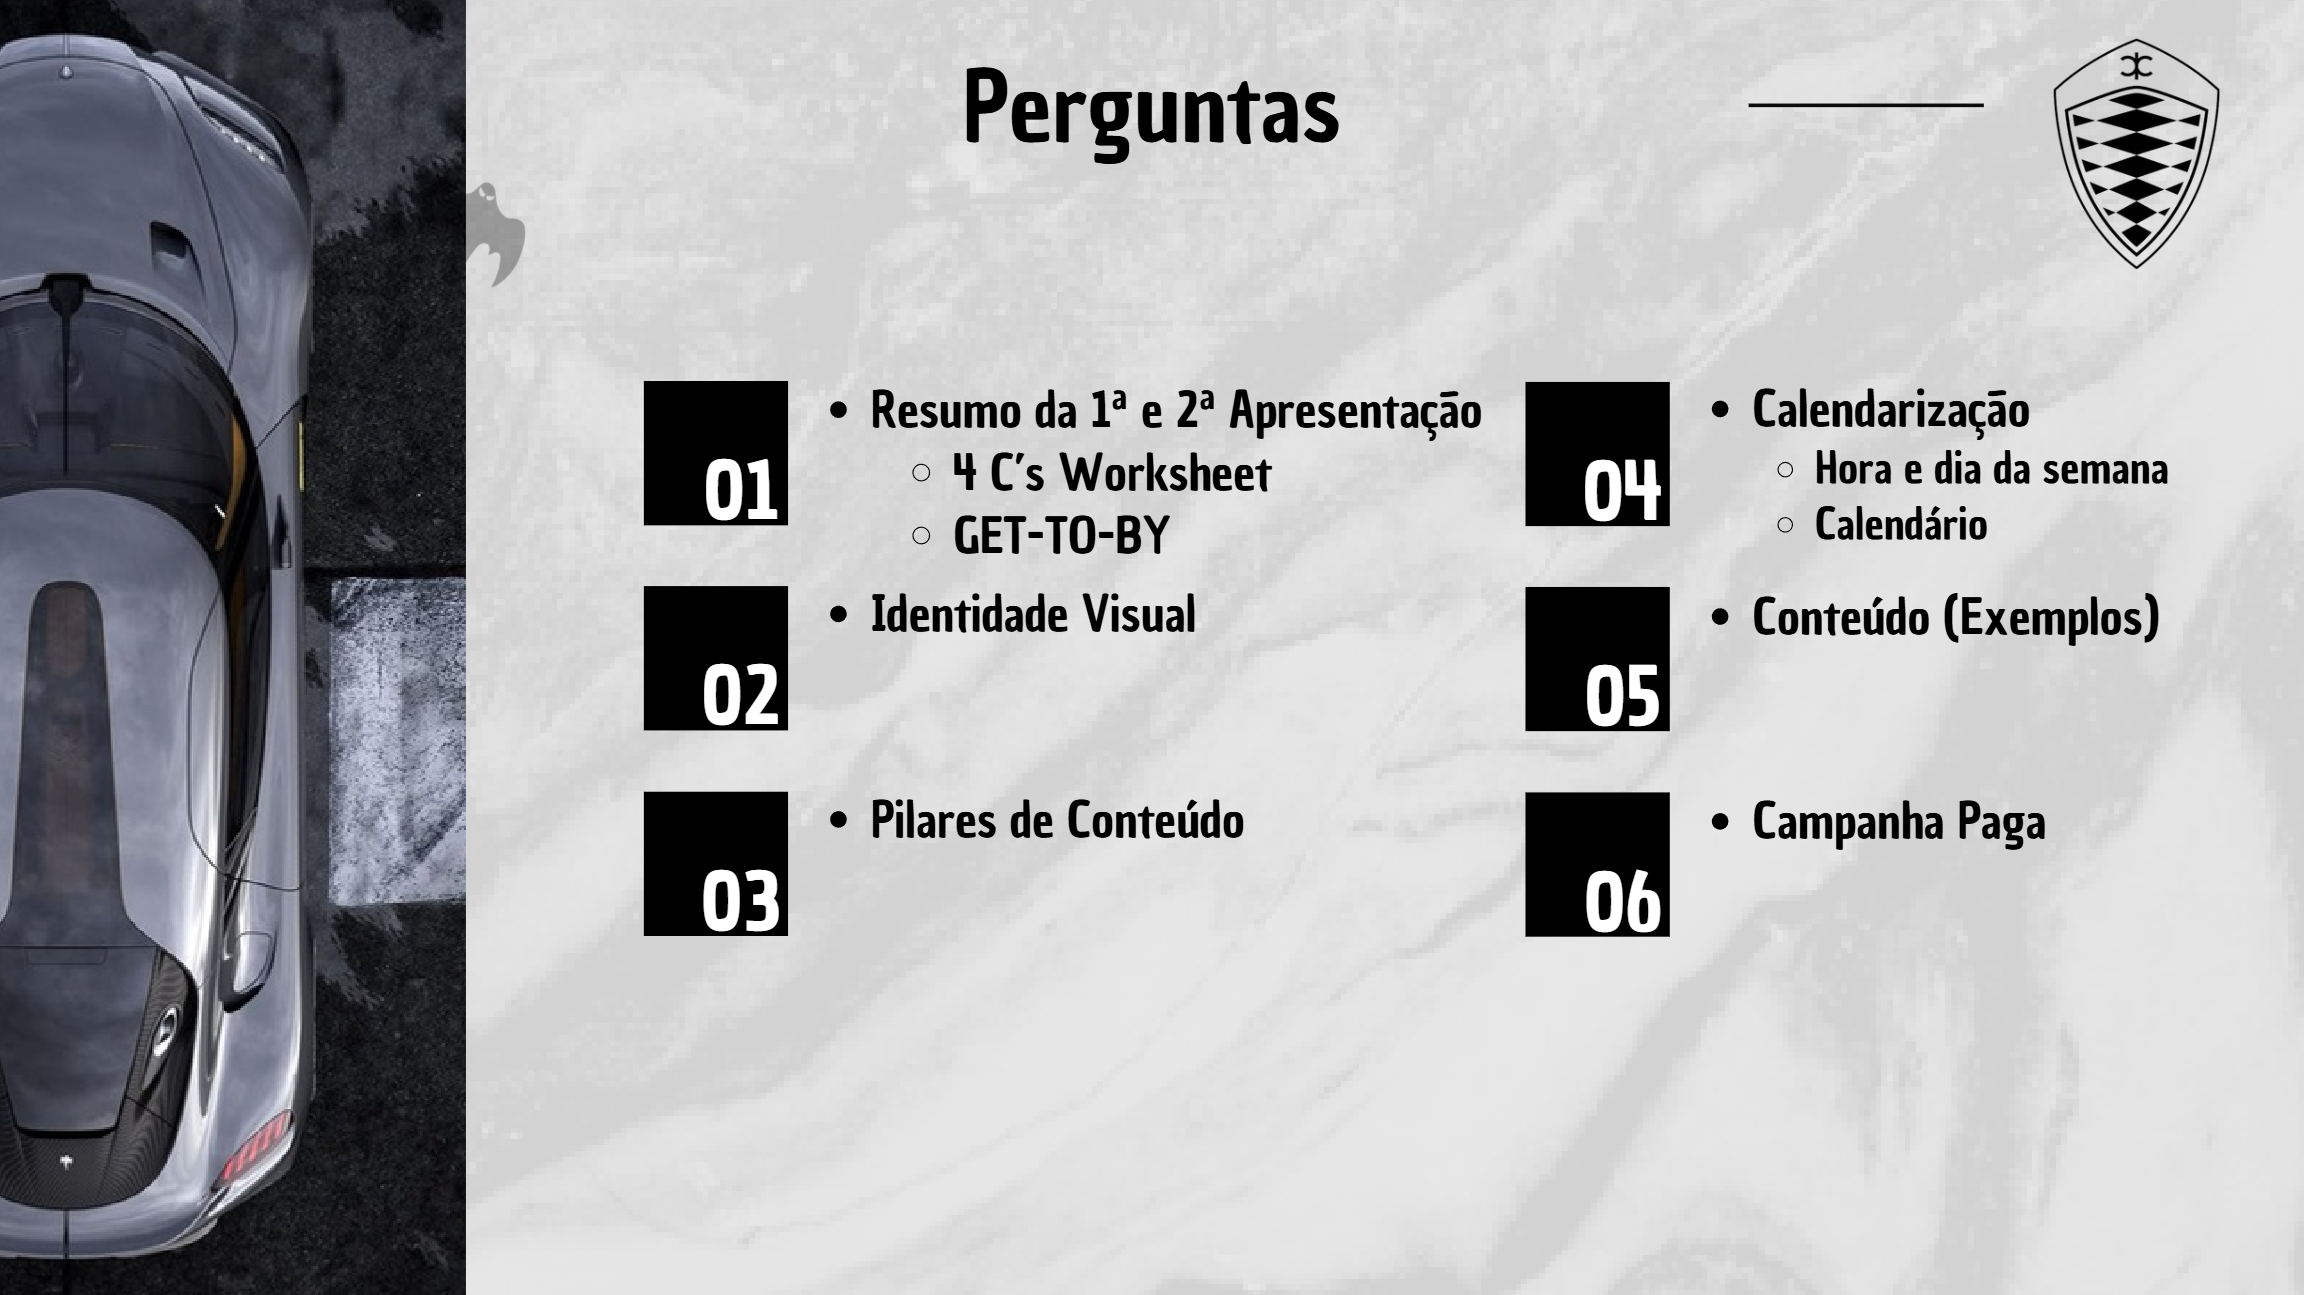 Perguntas
01
Resumo da 1ª e 2ª Apresentação
4 C's Worksheet
GET-TO-BY
02
Identidade Visual
03
Pilares de Conteúdo
04
Calendarização
Hora e dia da semana
Calendário
05
Conteúdo (Exemplos)
06
Campanha Paga